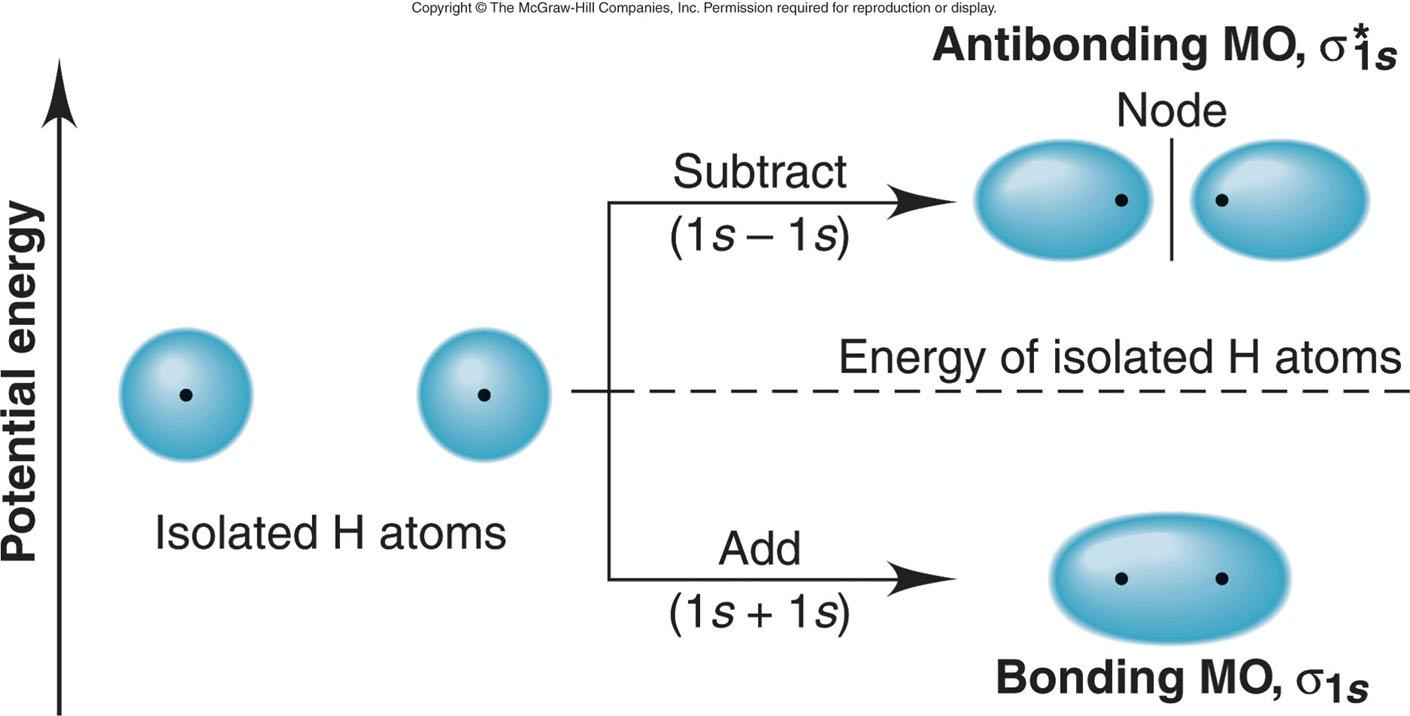 Copyright © The McGraw-Hill Companies, Inc. Permission required for reproduction or display.
Antibonding MO, σ*1s
Node
Subtract
(1s – 1s)
Potential energy
Energy of isolated H atoms
Isolated H atoms
Add
(1s + 1s)
Bonding MO, σ1s